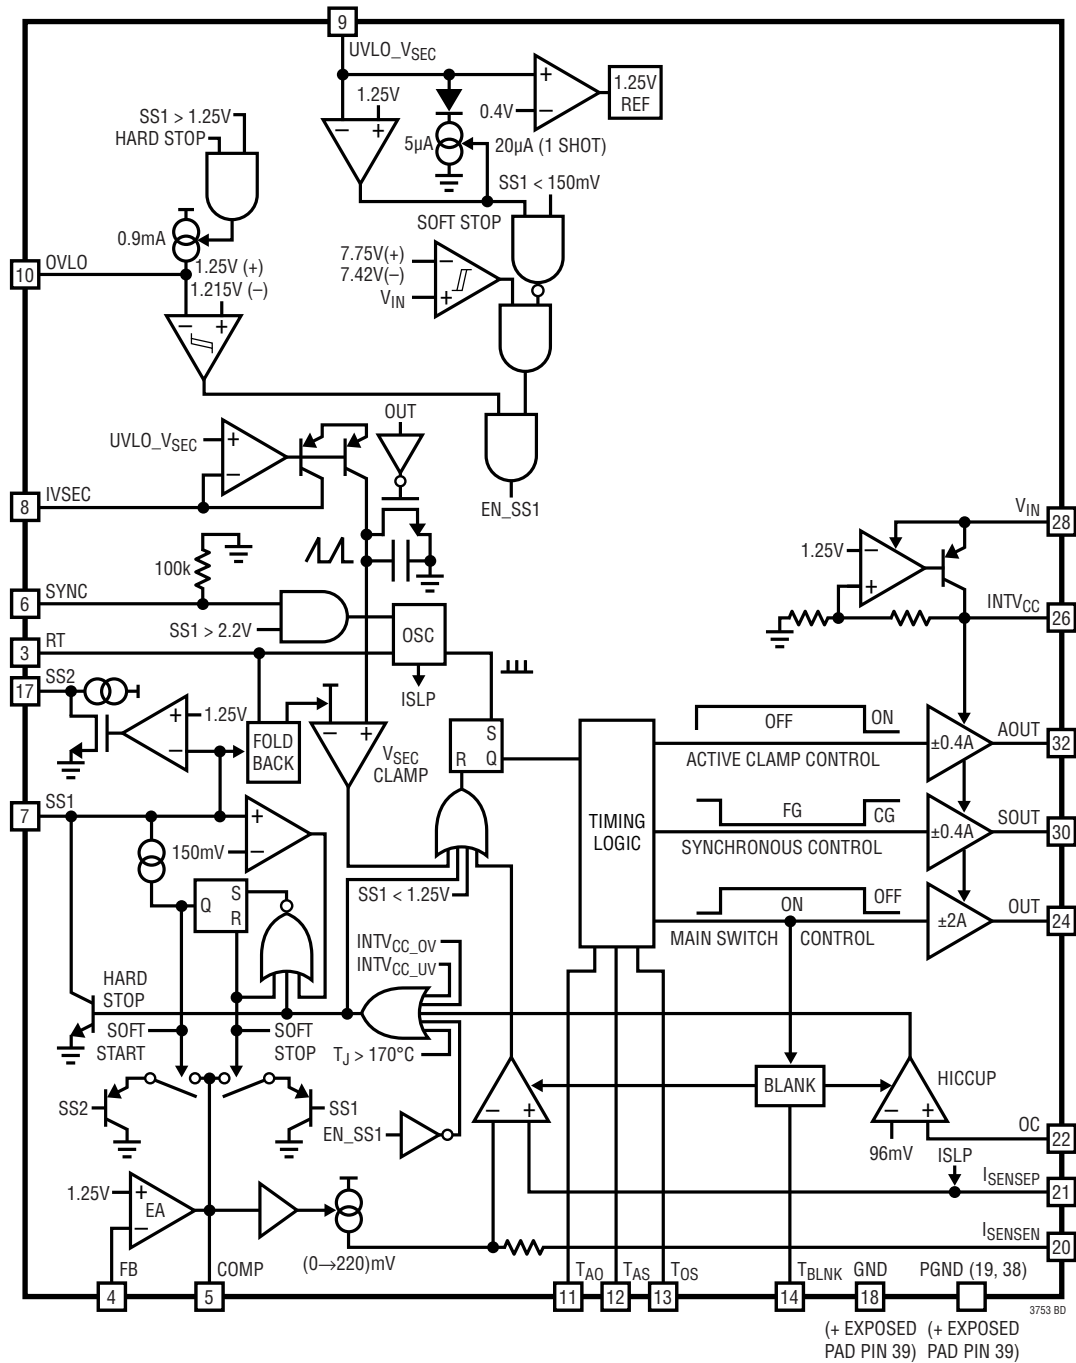 9
UVLO_VSEC
1.25V
SS1 > 1.25V
HARD STOP
+
–
0.4V
1.25V
REF
–
+
5µA
20µA (1 SHOT)
SS1 < 150mV
SOFT STOP
0.9mA
10
OVLO
1.25V (+)
1.215V (–)
7.75V(+)
7.42V(–)
VIN
–
+
–
+
OUT
UVLO_VSEC
+
–
8
IVSEC
EN_SS1
VIN
28
1.25V
–
+
100k
6
SYNC
SS1 > 2.2V
OSC
ISLP
INTVCC
26
3
RT
17
SS2
1.25V
+
–
FOLD
BACK
–
+
VSEC
CLAMP
S
R
Q
OFF
ON
ACTIVE CLAMP CONTROL
±0.4A
AOUT
32
7
SS1
+
–
150mV
TIMING
LOGIC
FG
CG
SYNCHRONOUS CONTROL
±0.4A
SOUT
30
Q
S
R
SS1 < 1.25V
ON
OFF
MAIN SWITCH
CONTROL
±2A
OUT
24
INTVCC_OV
INTVCC_UV
HARD
STOP
SOFT
START
SOFT
STOP
TJ > 170°C
BLANK
HICCUP
SS2
SS1
EN_SS1
–
+
–
+
96mV
OC
22
ISLP
ISENSEP
21
1.25V
+
EA
–
(0→220)mV
ISENSEN
20
FB
COMP
TAO
TAS
TOS
TBLNK
GND
PGND (19, 38)
4
5
11
12
13
14
18
3753 BD
(+ EXPOSED
PAD PIN 39)
(+ EXPOSED
PAD PIN 39)